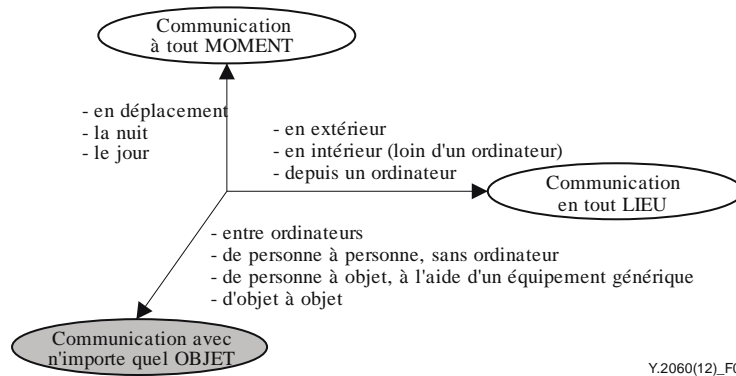 Communication
à tout MOMENT
- en déplacement
- la nuit
- le jour
- en extérieur
- en intérieur (loin d'un ordinateur)
- depuis un ordinateur
Communication
en tout LIEU
- entre ordinateurs
- de personne à personne, sans ordinateur
- de personne à objet, à l'aide d'un équipement générique
- d'objet à objet
Communication avec
n'importe quel OBJET
Y.2060(12)_F0